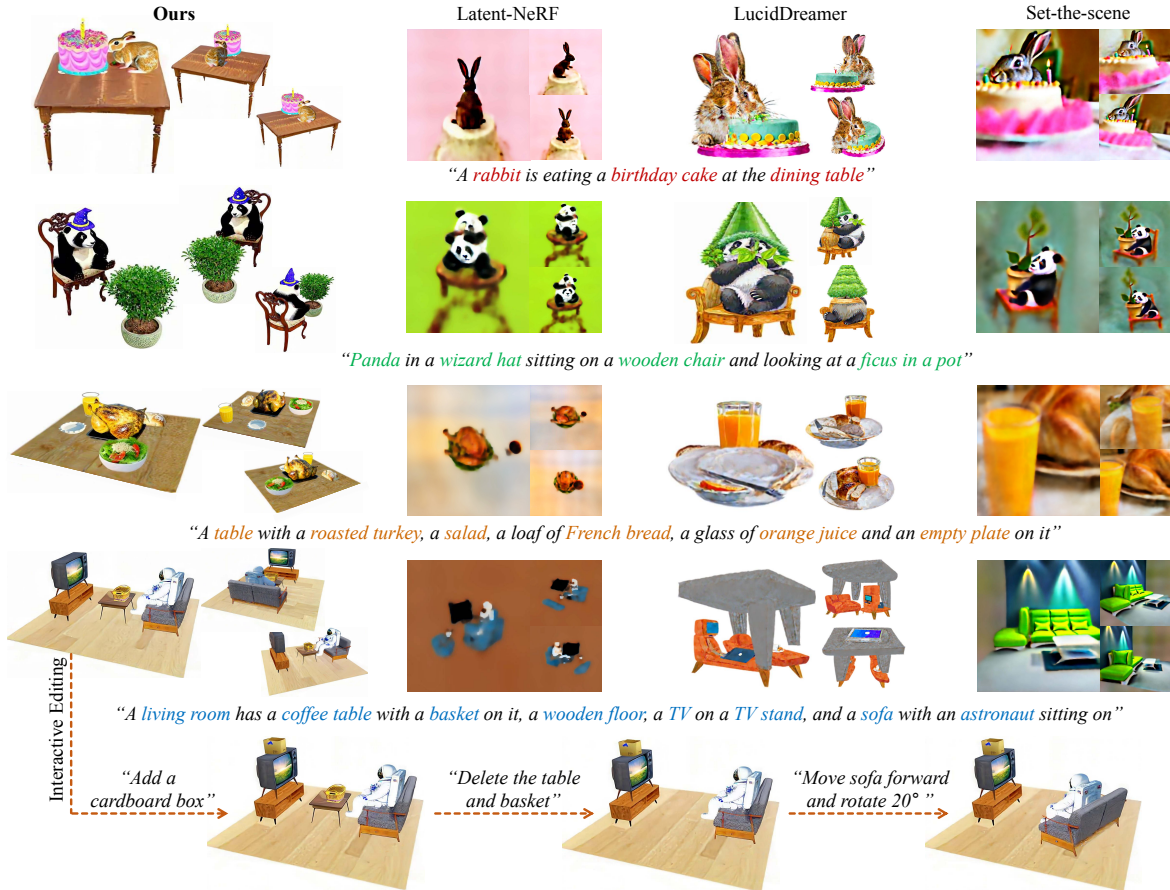 Ours
Latent-NeRF
LucidDreamer
Set-the-scene
“A rabbit is eating a birthday cake at the dining table”
“Panda in a wizard hat sitting on a wooden chair and looking at a ficus in a pot”
“A table with a roasted turkey, a salad, a loaf of French bread, a glass of orange juice and an empty plate on it”
“A living room has a coffee table with a basket on it, a wooden floor, a TV on a TV stand, and a sofa with an astronaut sitting on”
Interactive Editing
“Add a
cardboard box”
“Delete the table
and basket”
“Move sofa forward
and rotate 20° ”